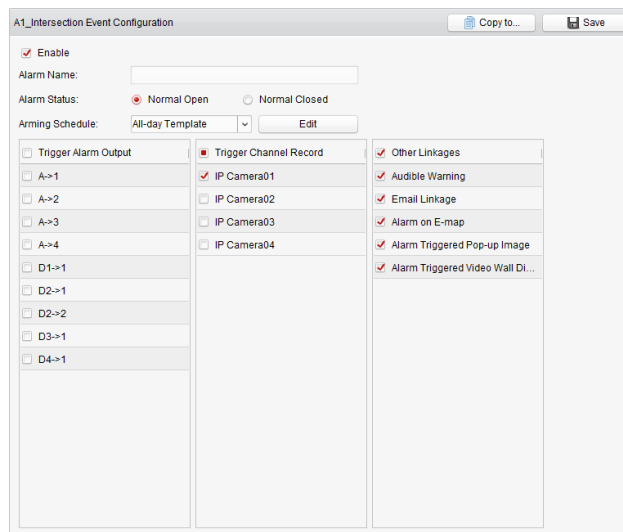 A1_Intersection Event Configuration
Copy to...
Save
Enable
Alarm Name:
Alarm Status: Normal Open Normal Closed
Arming Schedule: All-day Template Edit
Trigger Alarm Output
A->1
A->2
A->3
A->4
D1->1
D2->1
D2->2
D3->1
D4->1
Trigger Channel Record
IP Camera01
IP Camera02
IP Camera03
IP Camera04
Other Linkages
Audible Warning
Email Linkage
Alarm on E-map
Alarm Triggered Pop-up Image
Alarm Triggered Video Wall Di...